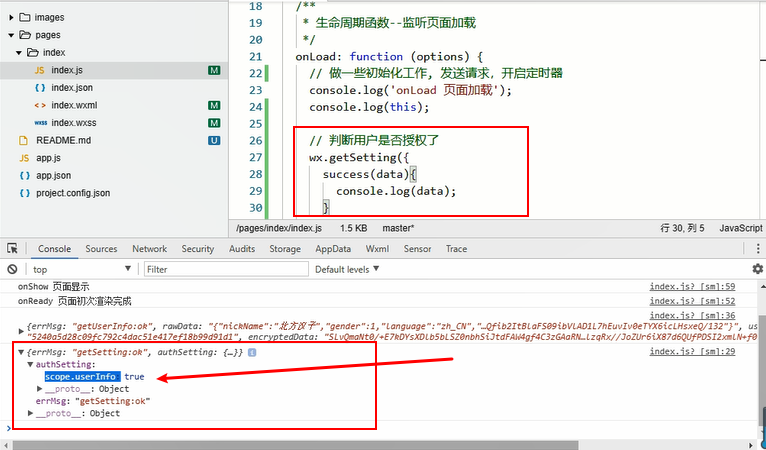 images
pages
index
JS index.js M
{ } index.json
< > index.wxml M
wxss index.wxss M
README.md U
JS app.js
{ } app.json
{ } project.config.json
18 /**
19 * 生命周期函数--监听页面加载
20 */
21 onLoad: function (options) {
22 // 做一些初始化工作, 发送请求, 开启定时器
23 console.log('onLoad 页面加载');
24 console.log(this);
25
26 // 判断用户是否授权了
27 wx.getSetting({
28 success(data){
29 console.log(data);
30 }
/pages/index/index.js 1.5 KB master* 行 30, 列 5 JavaScript
Console Sources Network Security Audits Storage AppData Wxml Sensor Trace
top Filter Default levels
onShow 页面显示 index.js? [sm]:59
onReady 页面初次渲染完成 index.js? [sm]:52
index.js? [sm]:36
{errMsg: "getUserInfo:ok", rawData: "{"nickName":"北方汉子","gender":1,"language":"zh_CN","…Qfib2ItBlaFS09ibVLAD1L7hEuvIv0eTYX6icLHsxeQ/132"}", us
"5240a5d28c09fc792c4dac51e417ef18b99d91d1", encryptedData: "SLvQmaNt0/+E7kDYsXDlb5bLSZ0nbhSiJtdFAW4gf4C3zGAaRN…lzqRx//JoZUr6iX87d6QUfPDSI2xmLN+f0
{errMsg: "getSetting:ok", authSetting: {…}} index.js? [sm]:29
authSetting:
scope.userInfo true
__proto__: Object
errMsg: "getSetting:ok"
__proto__: Object